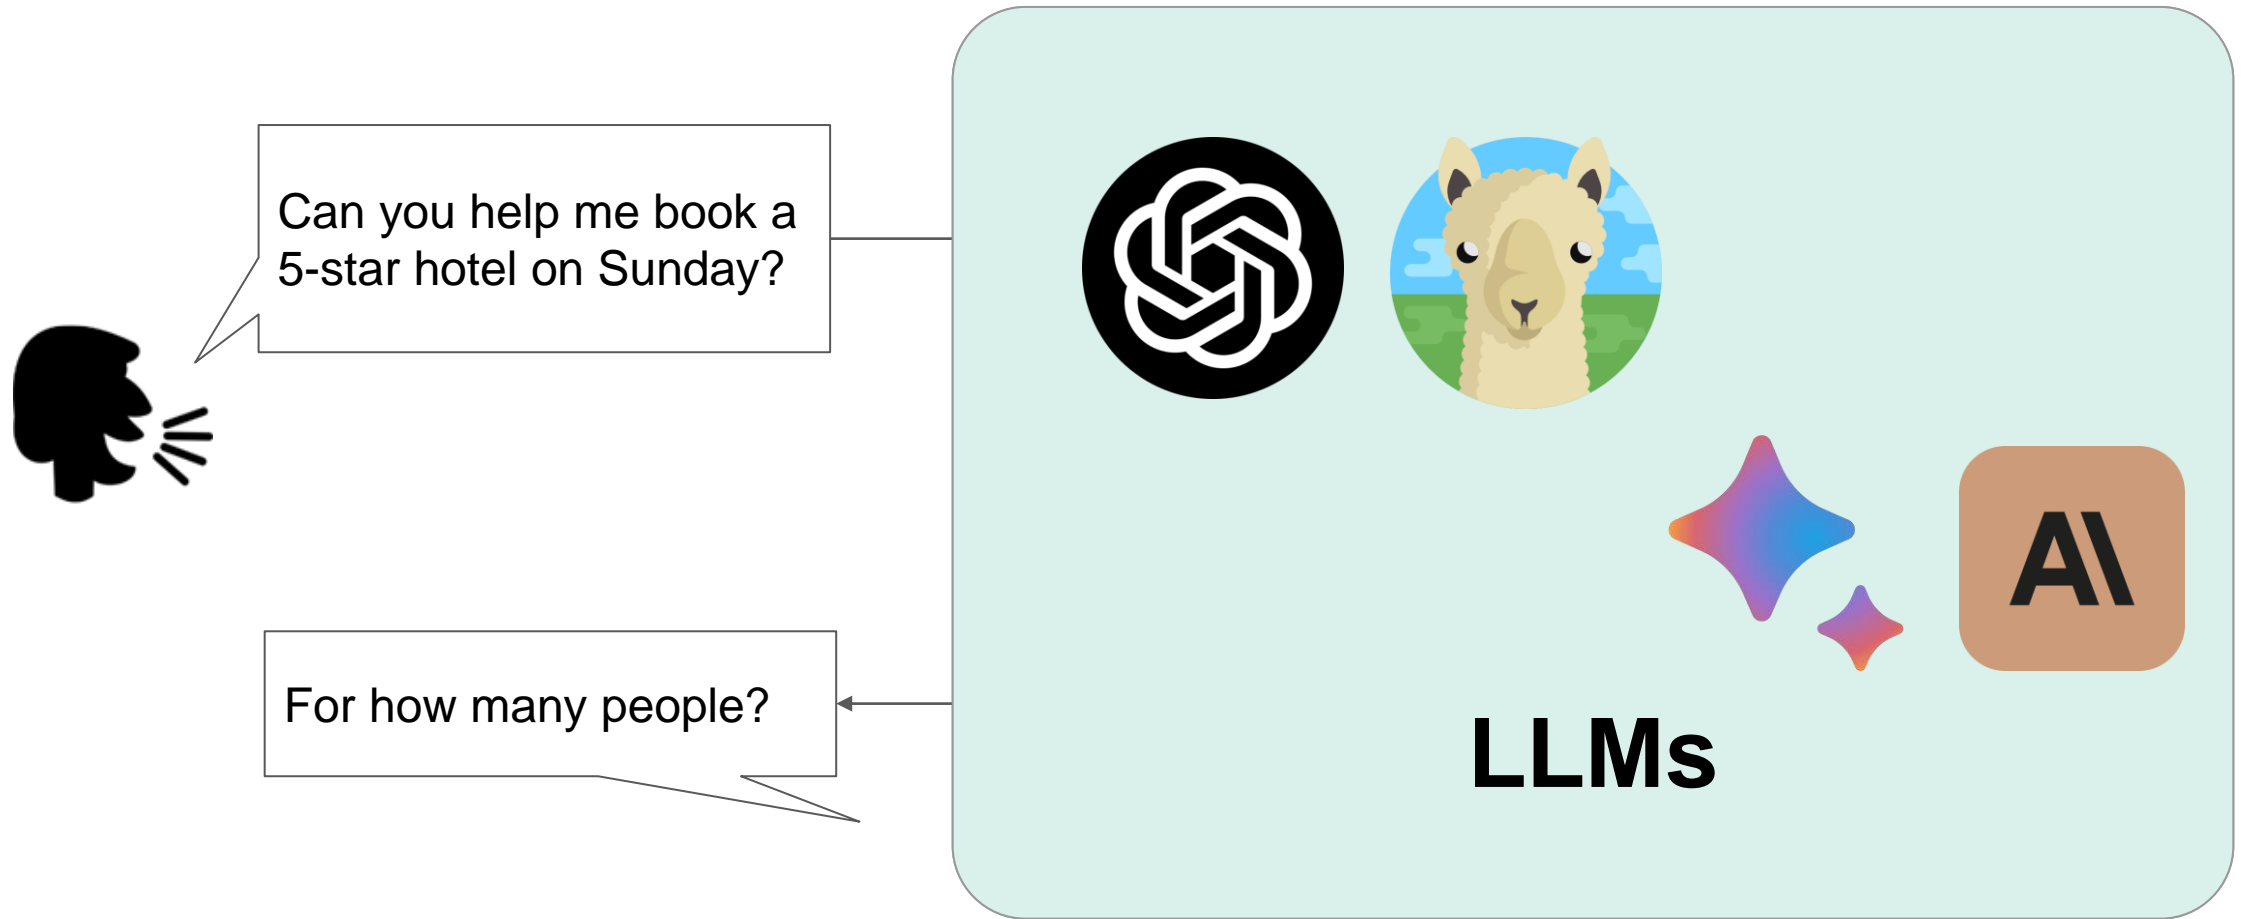 Can you help me book a
5-star hotel on Sunday?
For how many people?
A\
LLMs